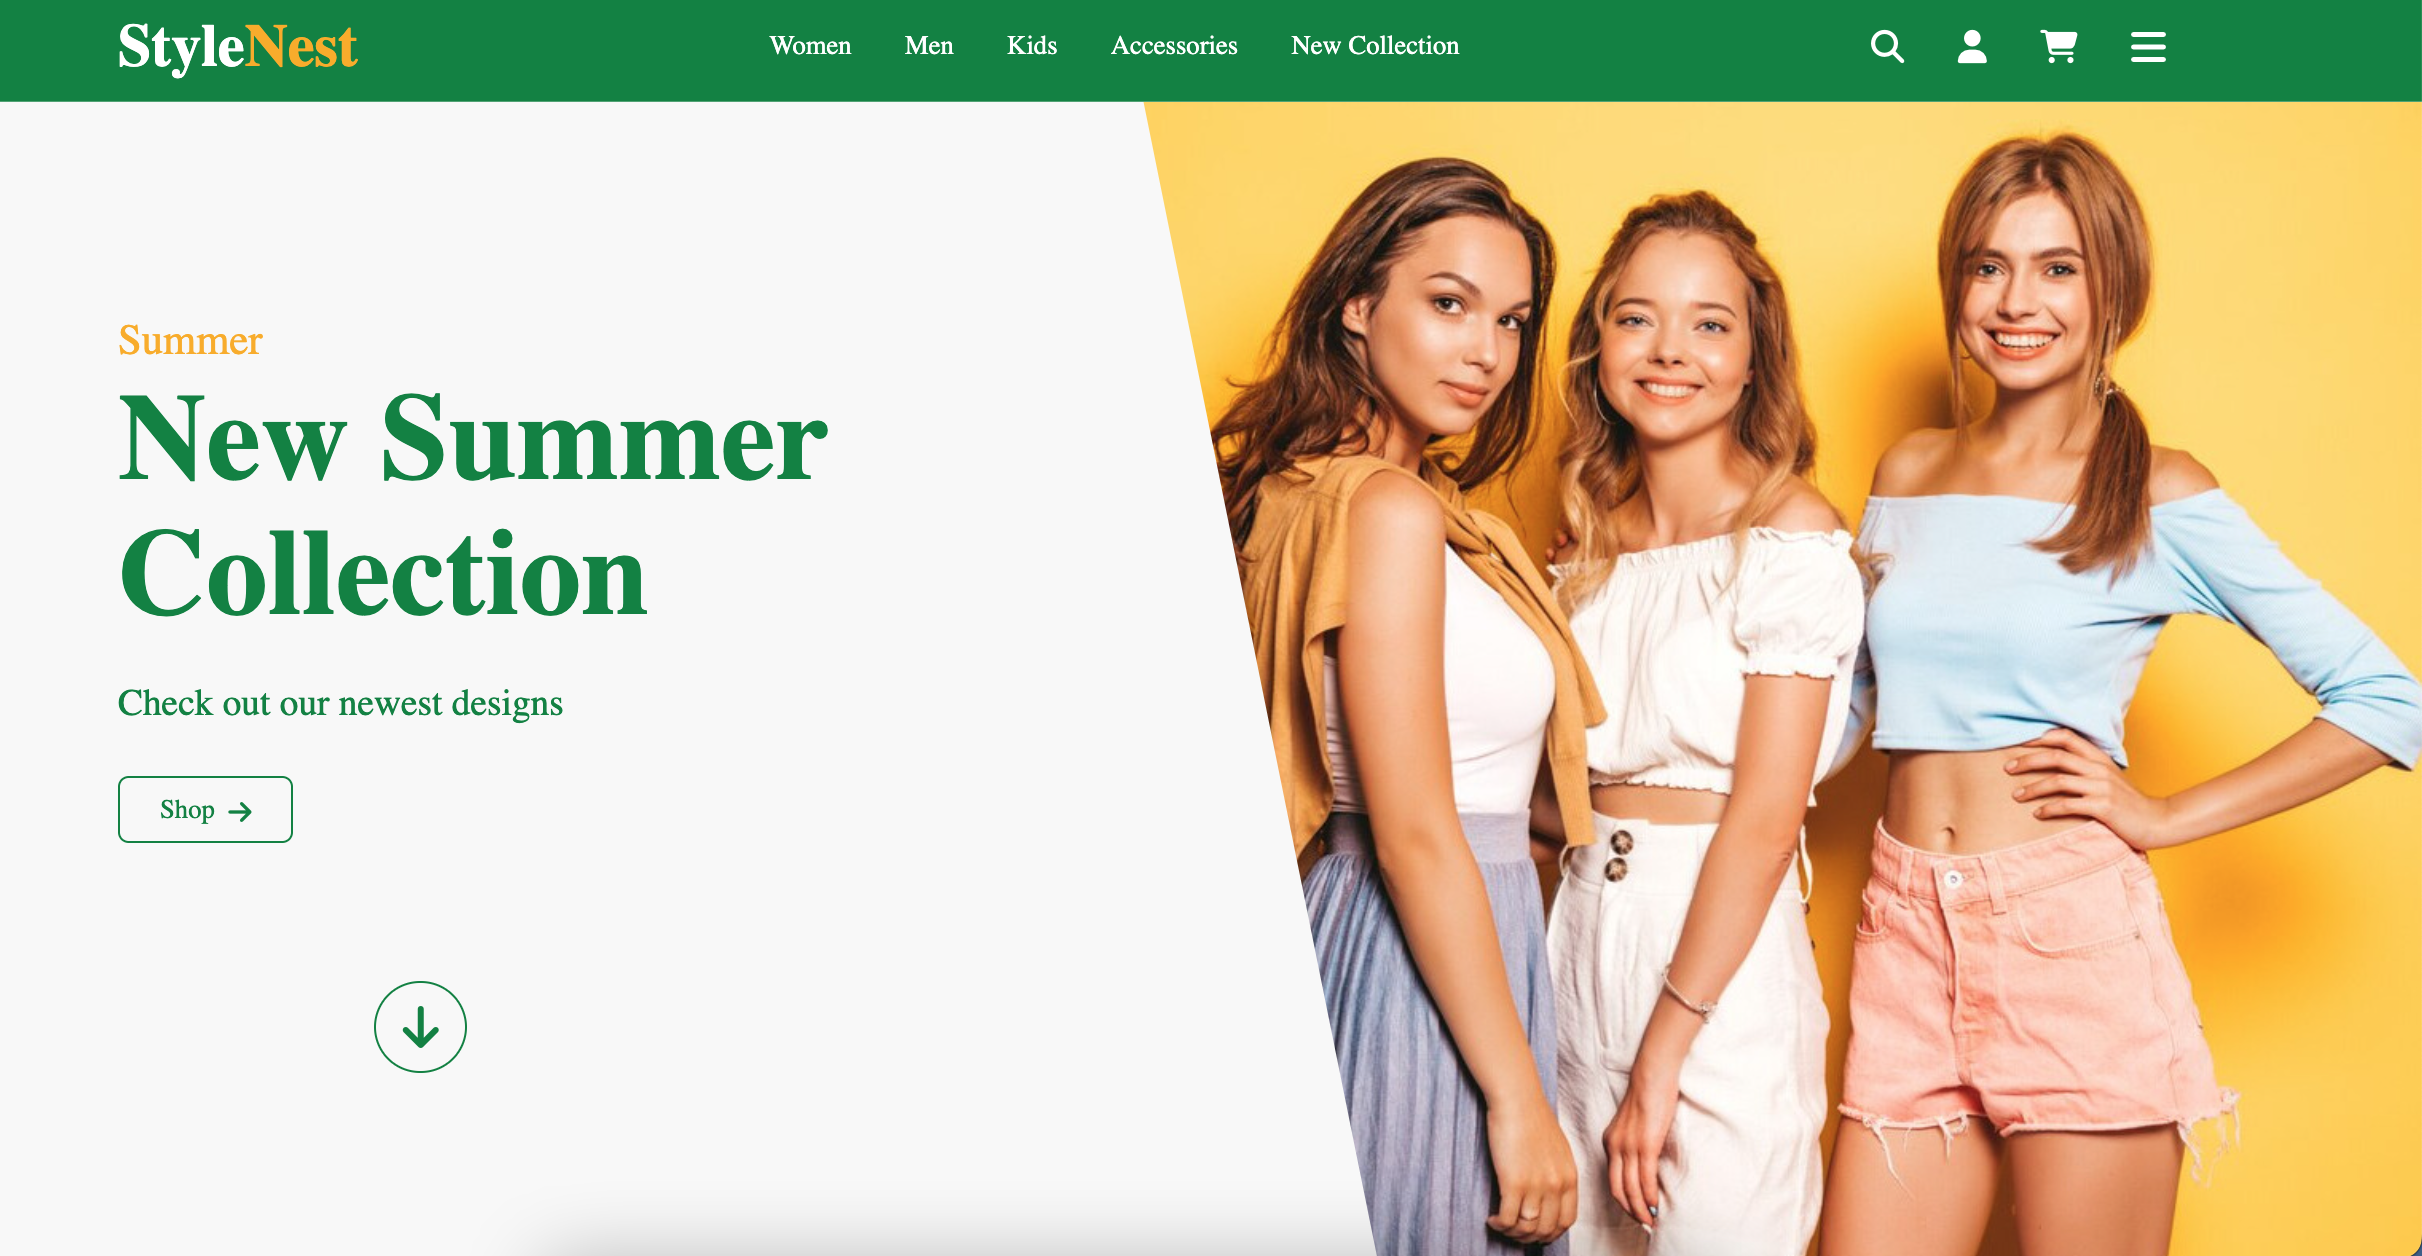 StyleNest
Women Men Kids Accessories New Collection
Summer
New Summer
Collection
Check out our newest designs
Shop